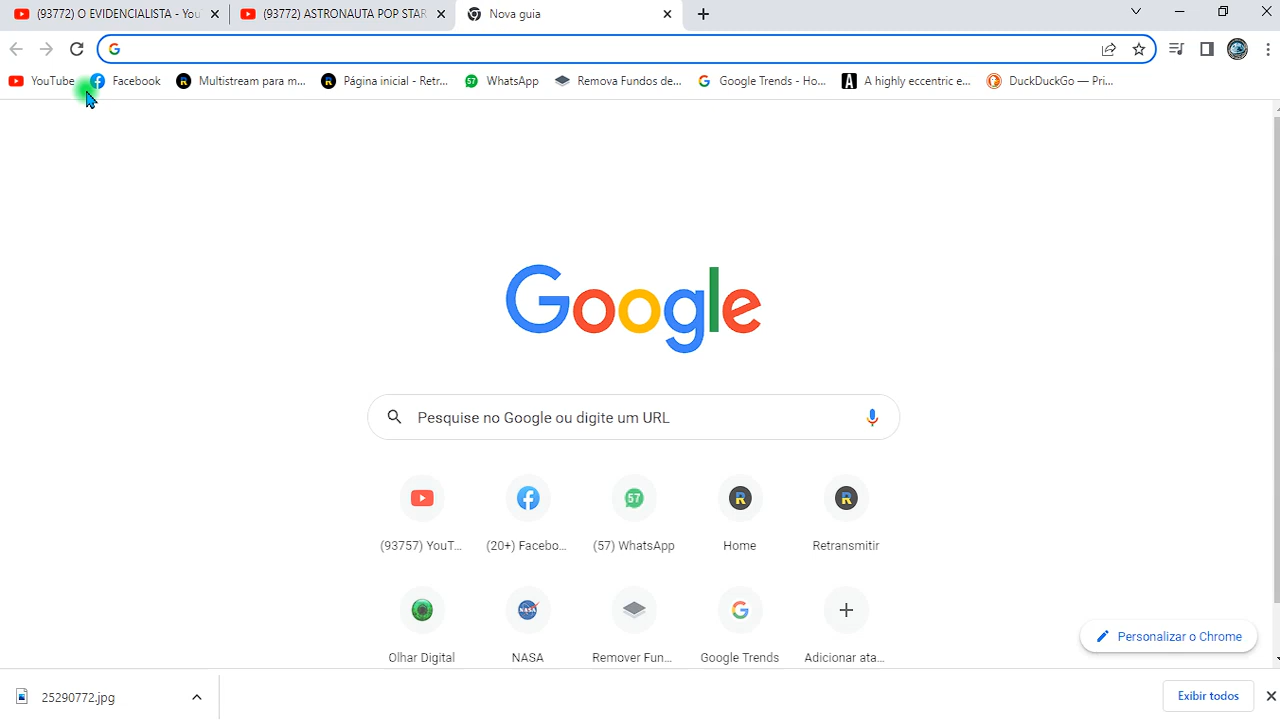 (93772) O EVIDENCIALISTA - You
(93772) ASTRONAUTA POP STAR
Nova guia
YouTube
Facebook
Multistream para m...
Página inicial - Retr...
WhatsApp
Remova Fundos de...
Google Trends - Ho...
A highly eccentric e...
DuckDuckGo — Pri...
Google
Pesquise no Google ou digite um URL
(93757) YouT...
(20+) Facebo...
(57) WhatsApp
Home
Retransmitir
Olhar Digital
NASA
Remover Fun...
Google Trends
Adicionar ata...
Personalizar o Chrome
25290772.jpg
Exibir todos